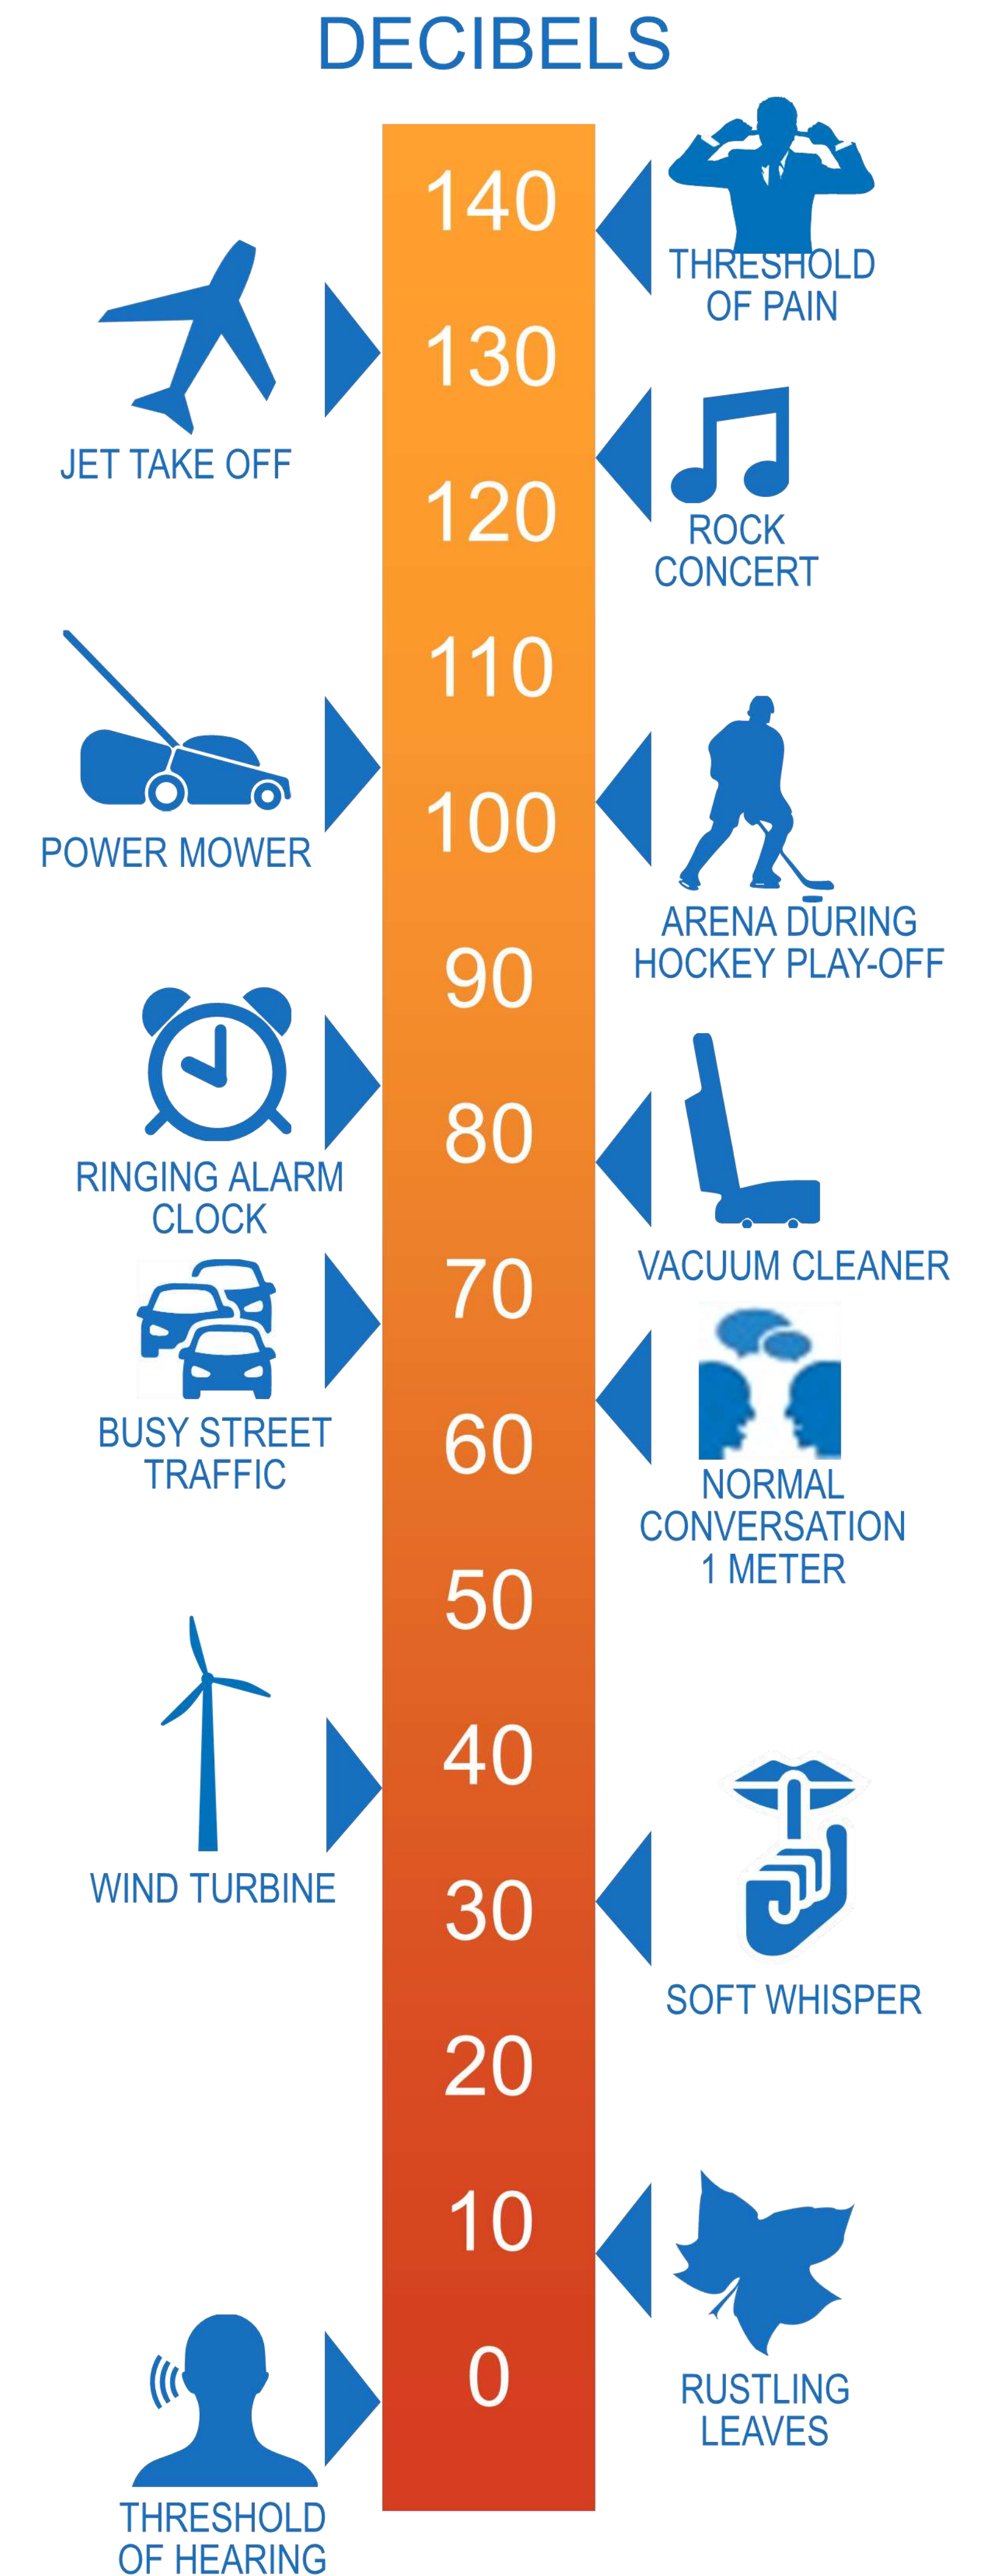 DECIBELS
140
THRESHOLD
OF PAIN
130
JET TAKE OFF
120
ROCK
CONCERT
110
100
POWER MOWER
ARENA DURING
HOCKEY PLAY-OFF
90
80
RINGING ALARM
CLOCK
VACUUM CLEANER
70
BUSY STREET
TRAFFIC
60
NORMAL
CONVERSATION
1 METER
50
40
WIND TURBINE
30
SOFT WHISPER
20
10
RUSTLING
LEAVES
0
THRESHOLD
OF HEARING